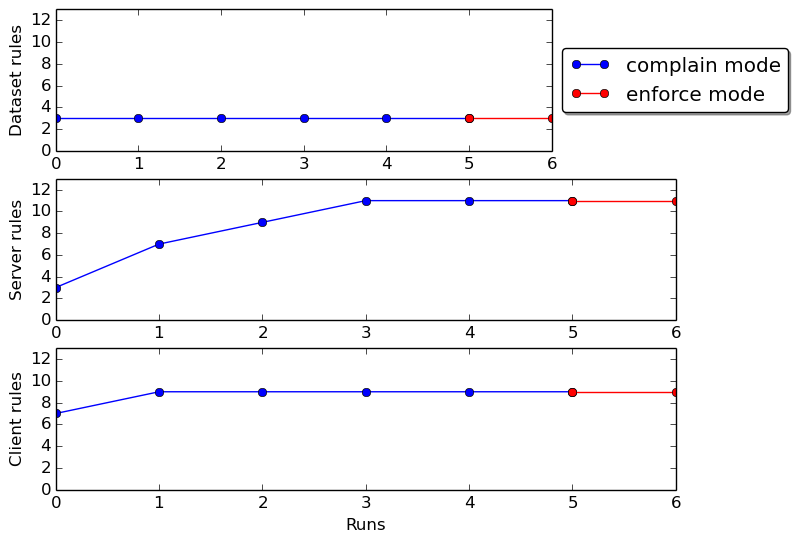 Dataset rules
12
10
8
6
4
2
0
0 1 2 3 4 5 6
complain mode
enforce mode
Server rules
12
10
8
6
4
2
0
0 1 2 3 4 5 6
Client rules
12
10
8
6
4
2
0
0 1 2 3 4 5 6
Runs